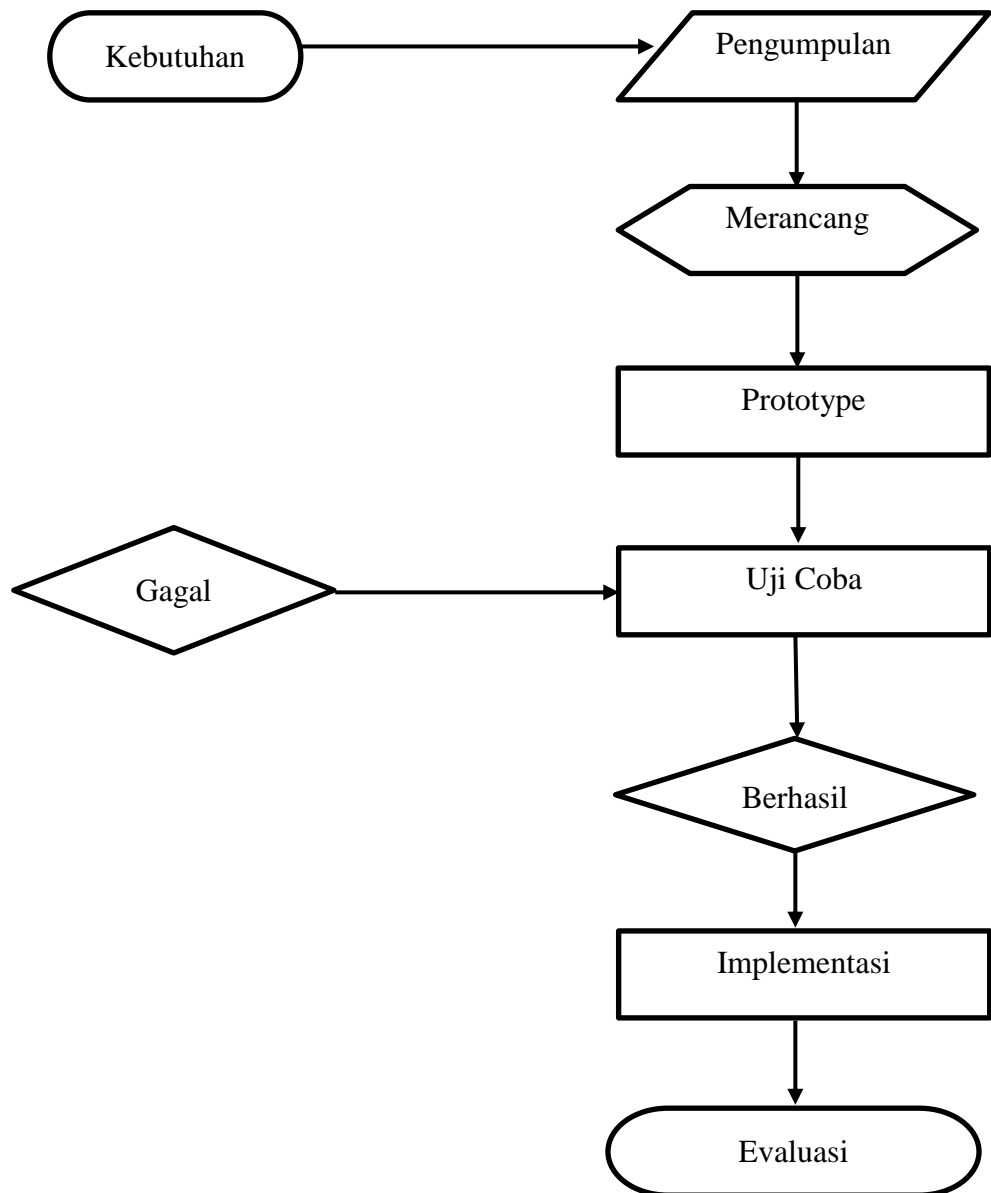 Kebutuhan
Pengumpulan
Merancang
Prototype
Uji Coba
Gagal
Berhasil
Implementasi
Evaluasi